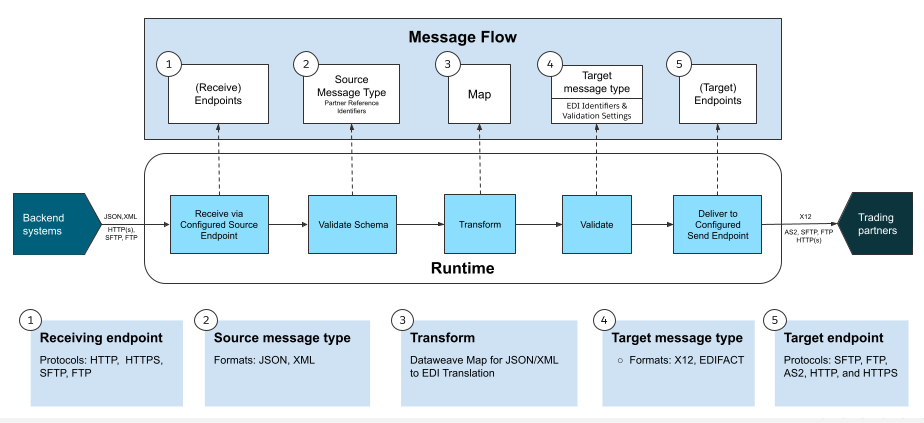 Message Flow
1
2
3
4
5
(Receive)
Endpoints
Source
Message Type
Partner Reference
Identifiers
Map
Target
message type
EDI Identifiers &
Validation Settings
(Target)
Endpoints
Backend
systems
JSON,XML
HTTP(s),
SFTP, FTP
Receive via
Configured Source
Endpoint
Validate Schema
Transform
Validate
Deliver to
Configured
Send Endpoint
X12
AS2, SFTP, FTP
HTTP(s)
Trading
partners
Runtime
1
Receiving endpoint
Protocols: HTTP, HTTPS,
SFTP, FTP
2
Source message type
Formats: JSON, XML
3
Transform
Dataweave Map for JSON/XML
to EDI Translation
4
Target message type
○ Formats: X12, EDIFACT
5
Target endpoint
Protocols: SFTP, FTP,
AS2, HTTP, and HTTPS